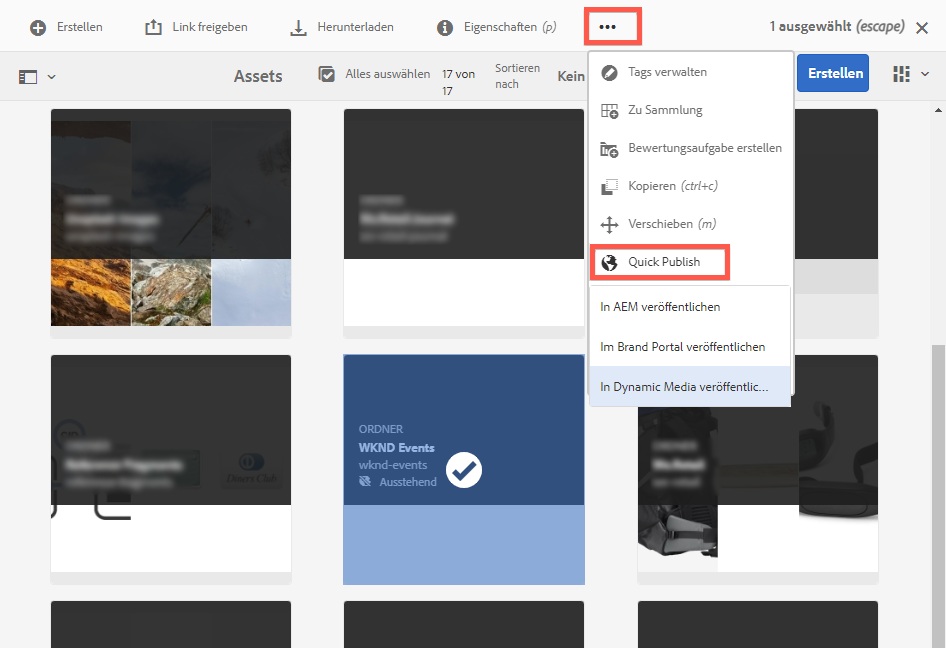 Erstellen
Link freigeben
Herunterladen
Eigenschaften (p)
1 ausgewählt (escape)
Assets
Alles auswählen
17 von
17
Sortieren
nach
Kein
Erstellen
Tags verwalten
Zu Sammlung
Bewertungsaufgabe erstellen
Kopieren (ctrl+c)
Verschieben (m)
Quick Publish
In AEM veröffentlichen
Im Brand Portal veröffentlichen
In Dynamic Media veröffentlic...
ORDNER
WKND Events
wknd-events
Ausstehend